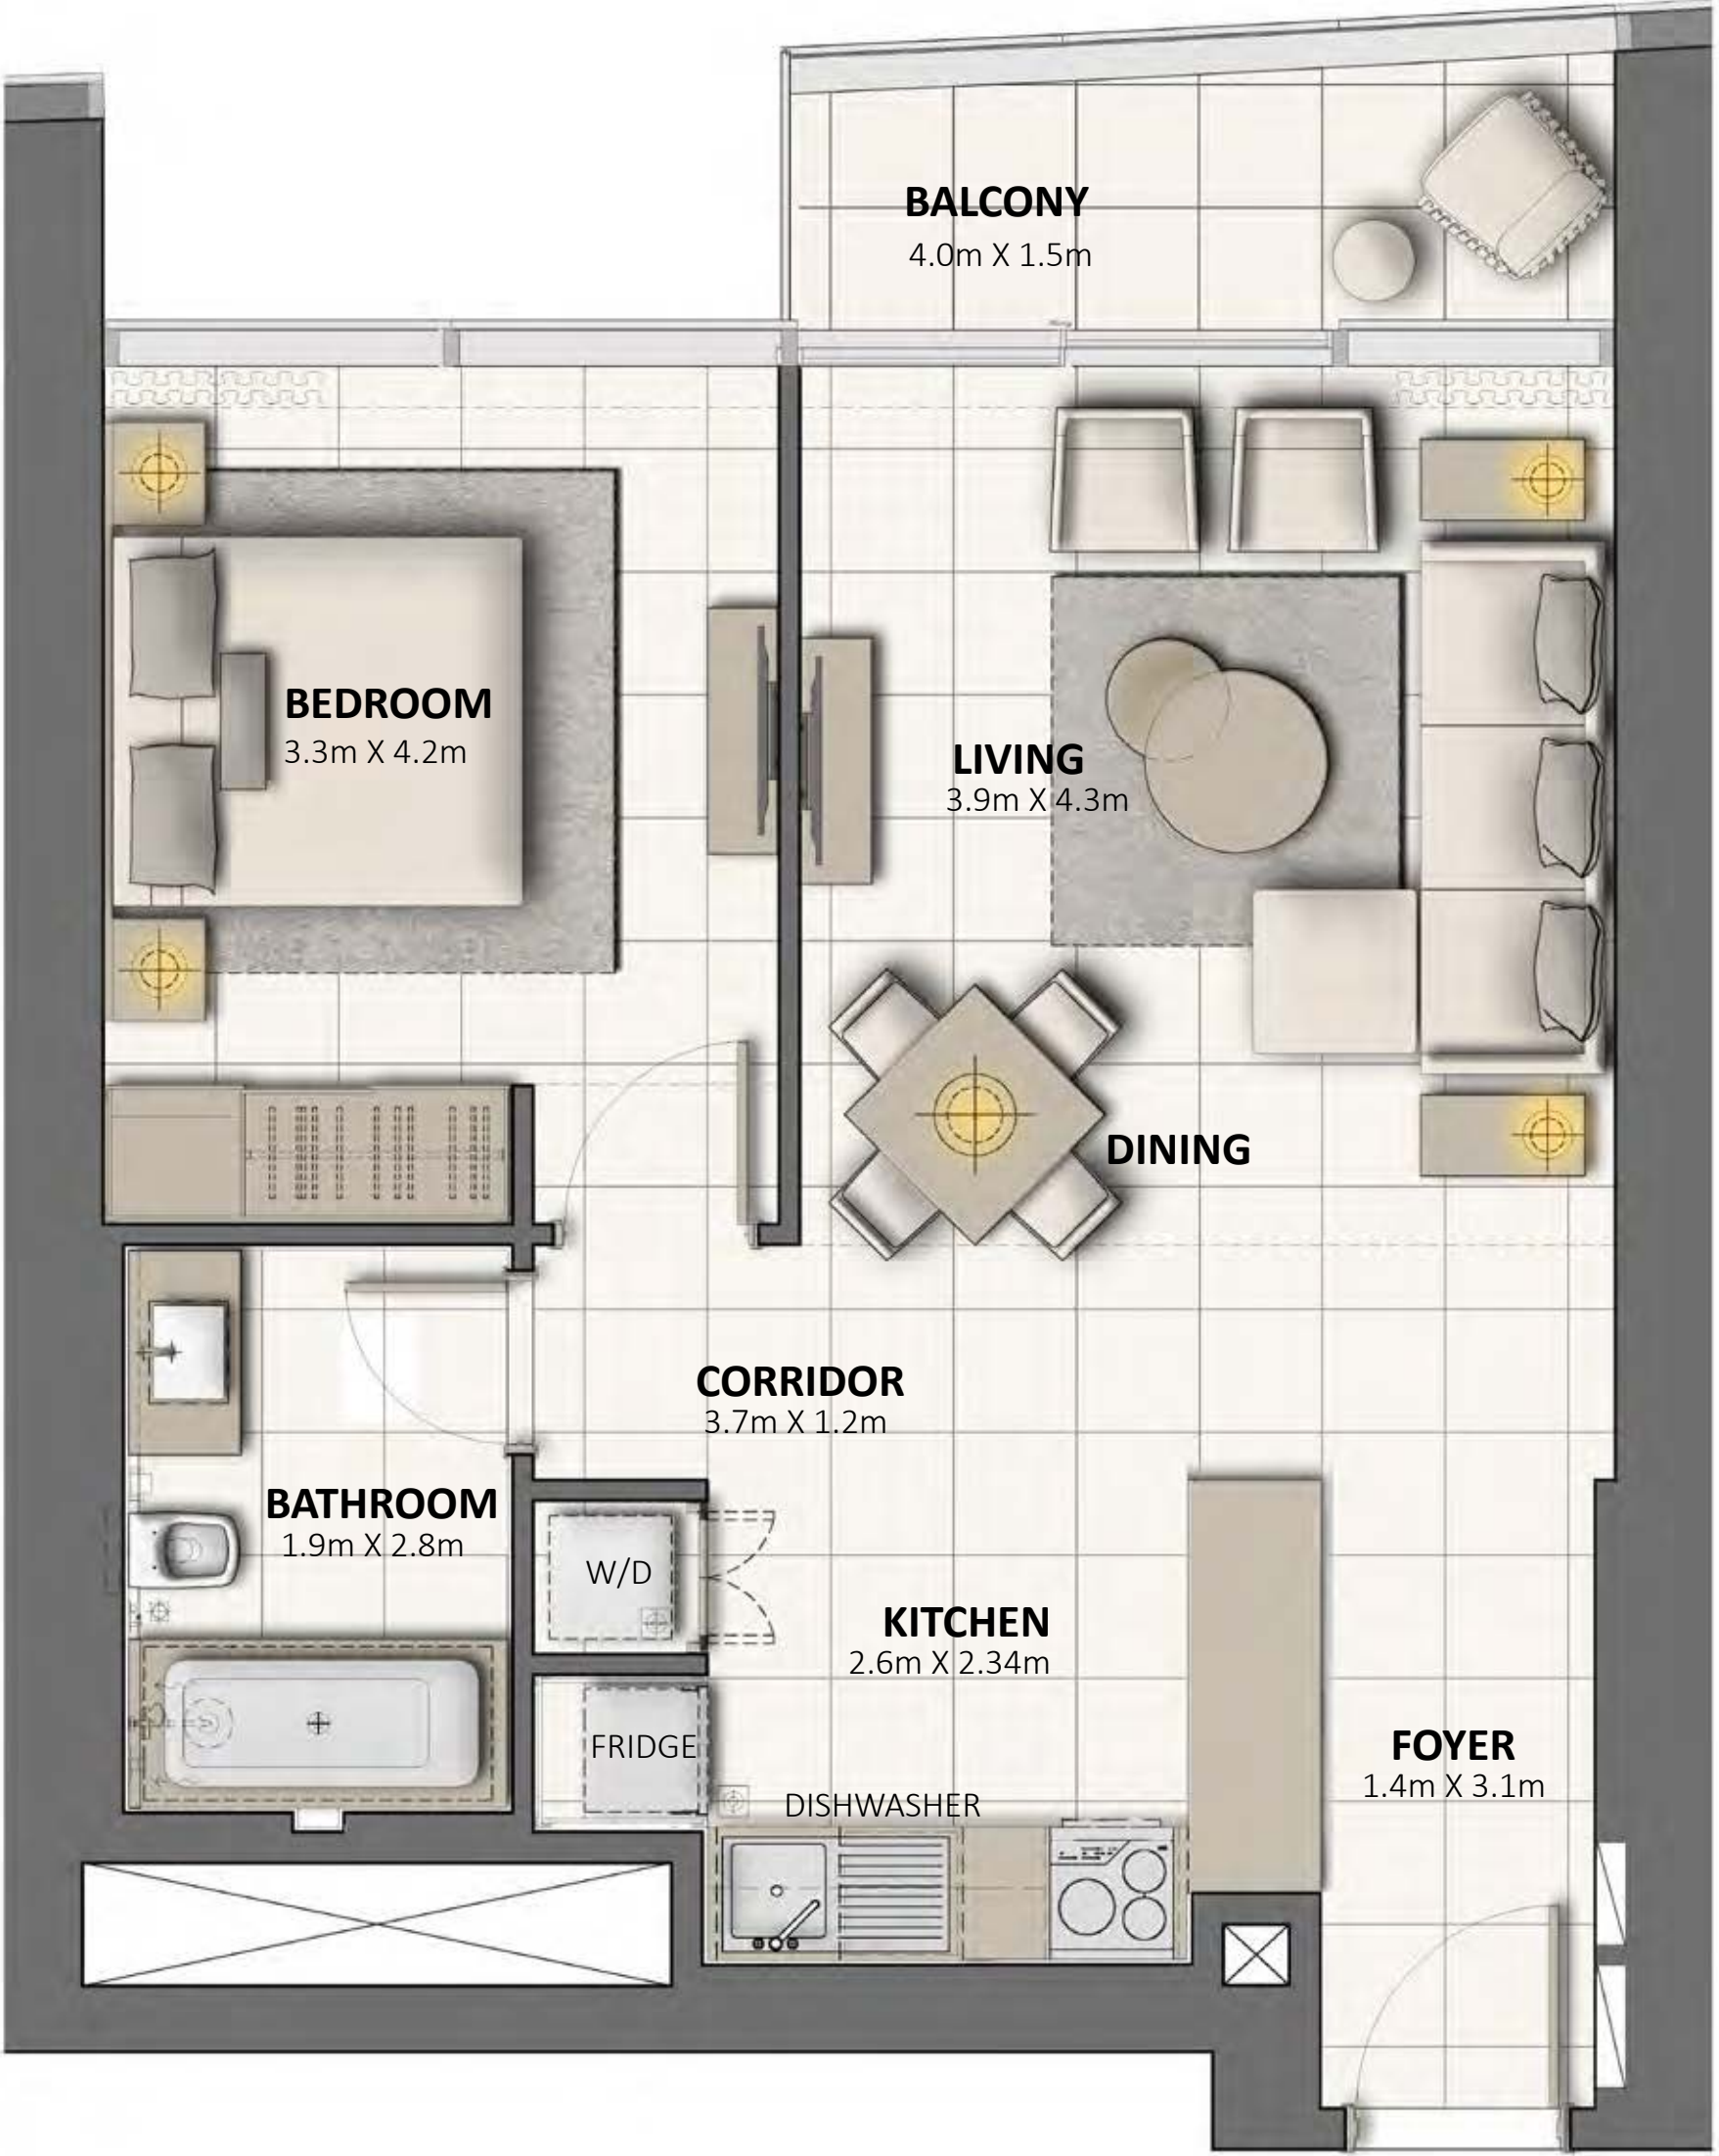 BALCONY
4.0m X 1.5m
BEDROOM
3.3m X 4.2m
LIVING
3.9m X 4.3m
DINING
CORRIDOR
3.7m X 1.2m
BATHROOM
1.9m X 2.8m
W/D
KITCHEN
2.6m X 2.34m
FRIDGE
DISHWASHER
FOYER
1.4m X 3.1m